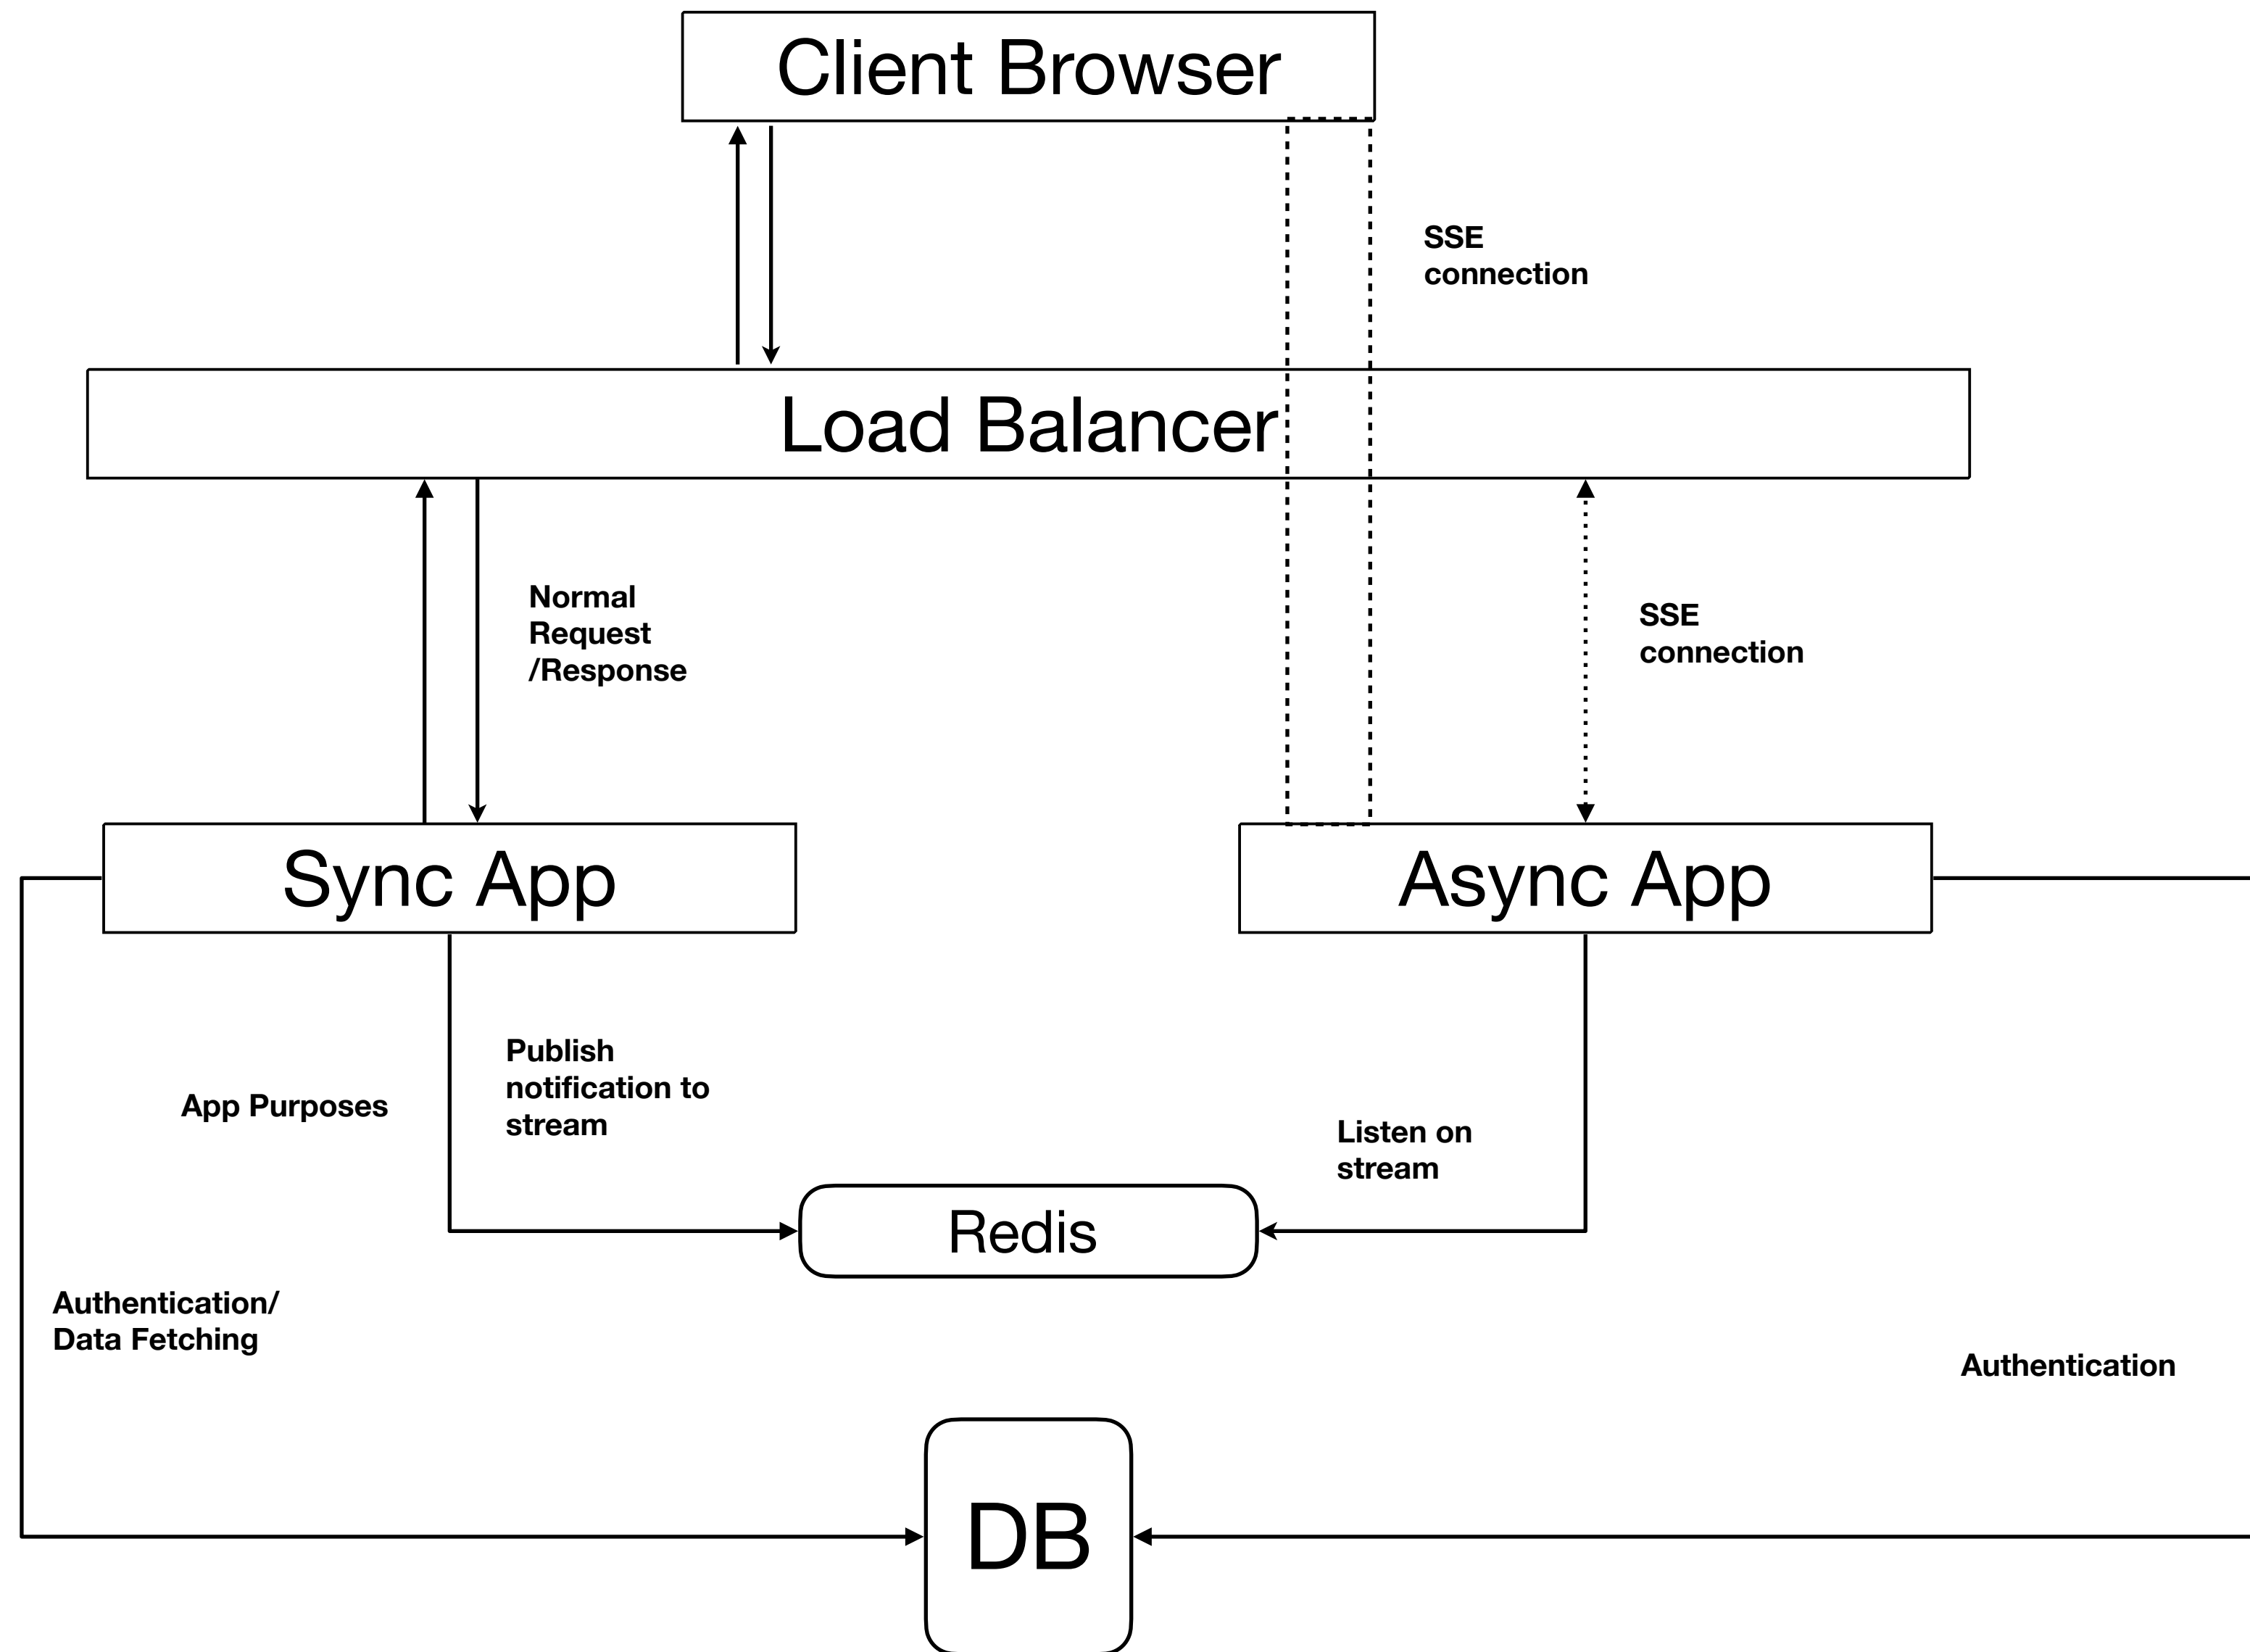 Client Browser
SSE
connection
Load Balancer
Normal
Request
/Response
SSE
connection
Sync App
Async App
App Purposes
Publish
notification to
stream
Listen on
stream
Redis
Authentication/
Data Fetching
Authentication
DB